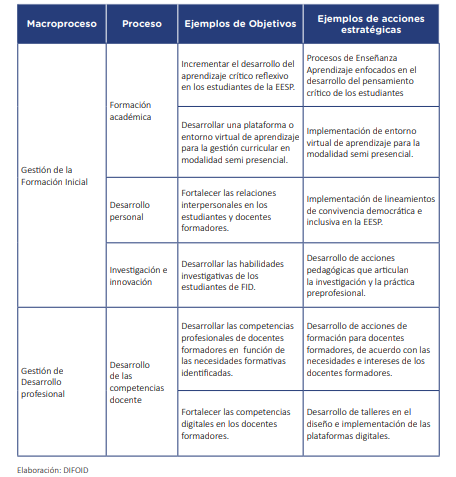 Macroproceso
Proceso
Ejemplos de Objetivos
Ejemplos de acciones
estratégicas
Gestión de la
Formación Inicial
Formación
académica
Incrementar el desarrollo del
aprendizaje crítico reflexivo
en los estudiantes de la EESP.
Procesos de Enseñanza
Aprendizaje enfocados en el
desarrollo del pensamiento
crítico de los estudiantes
Desarrollar una plataforma o
entorno virtual de aprendizaje
para la gestión curricular en
modalidad semi presencial.
Implementación de entorno
virtual de aprendizaje para la
modalidad semi presencial.
Desarrollo
personal
Fortalecer las relaciones
interpersonales en los
estudiantes y docentes
formadores.
Implementación de lineamientos
de convivencia democrática e
inclusiva en la EESP.
Investigación e
innovación
Desarrollar las habilidades
investigativas de los
estudiantes de FID.
Desarrollo de acciones
pedagógicas que articulan
la investigación y la práctica
preprofesional.
Gestión de
Desarrollo
profesional
Desarrollo
de las
competencias
docente
Desarrollar las competencias
profesionales de docentes
formadores en función de
las necesidades formativas
identificadas.
Desarrollo de acciones de
formación para docentes
formadores, de acuerdo con las
necesidades e intereses de los
docentes formadores.
Fortalecer las competencias
digitales en los docentes
formadores.
Desarrollo de talleres en el
diseño e implementación de las
plataformas digitales.
Elaboración: DIFOID